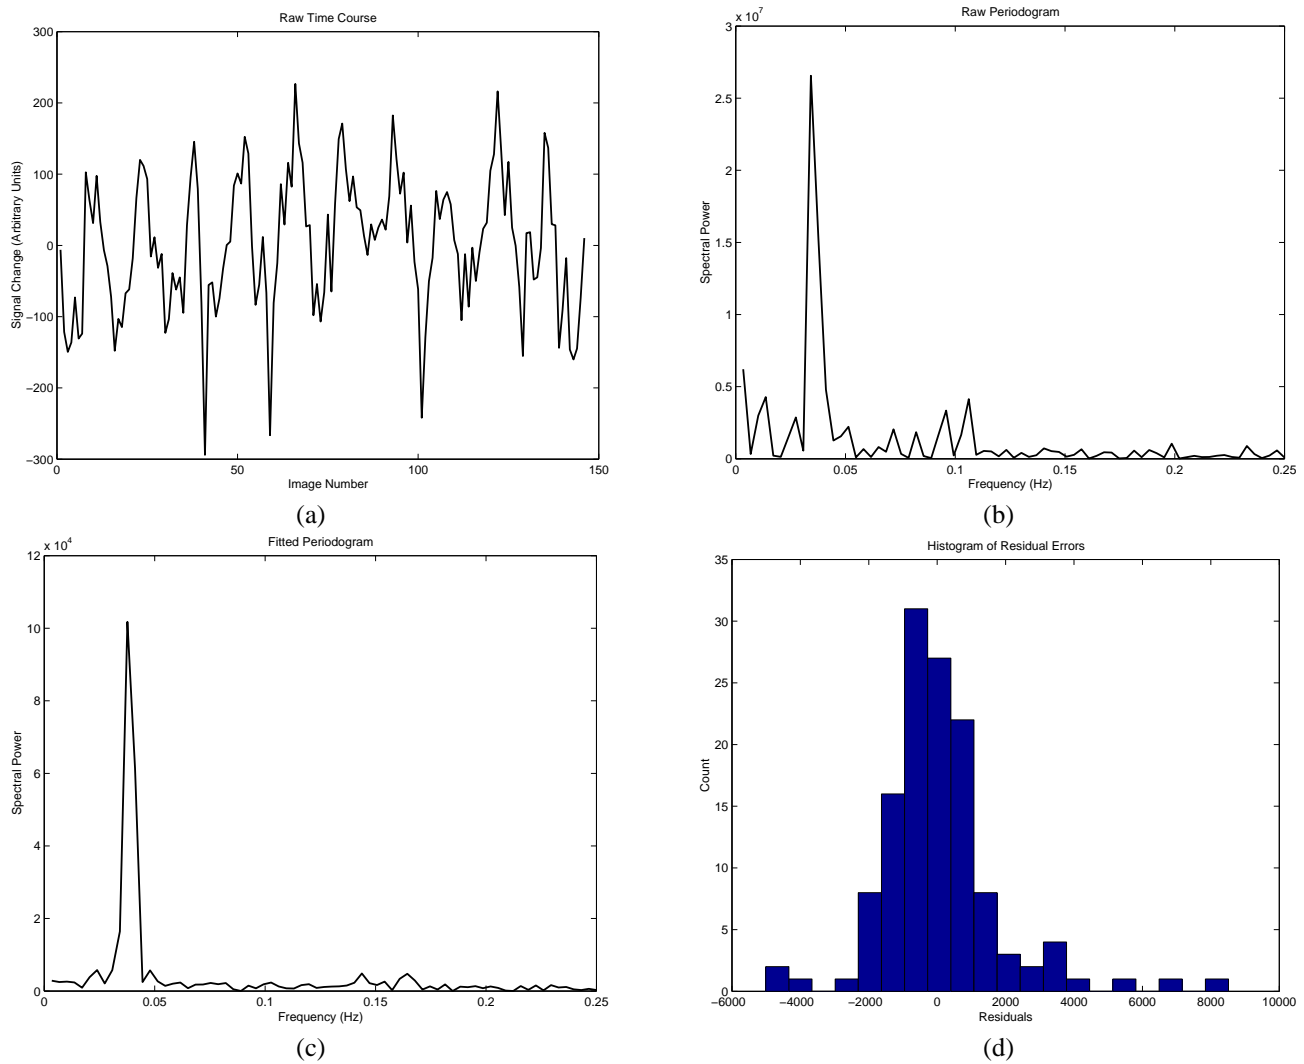 Raw Time Course
300
200
100
0
−100
−200
−300
0 50 100 150
Signal Change (Arbitrary Units)
Image Number
(a)
Raw Periodogram
x 10^7
3
2.5
2
1.5
1
0.5
0
0 0.05 0.1 0.15 0.2 0.25
Spectral Power
Frequency (Hz)
(b)
Fitted Periodogram
x 10^4
12
10
8
6
4
2
0
0 0.05 0.1 0.15 0.2 0.25
Spectral Power
Frequency (Hz)
(c)
Histogram of Residual Errors
35
30
25
20
15
10
5
0
−6000 −4000 −2000 0 2000 4000 6000 8000 10000
Count
Residuals
(d)